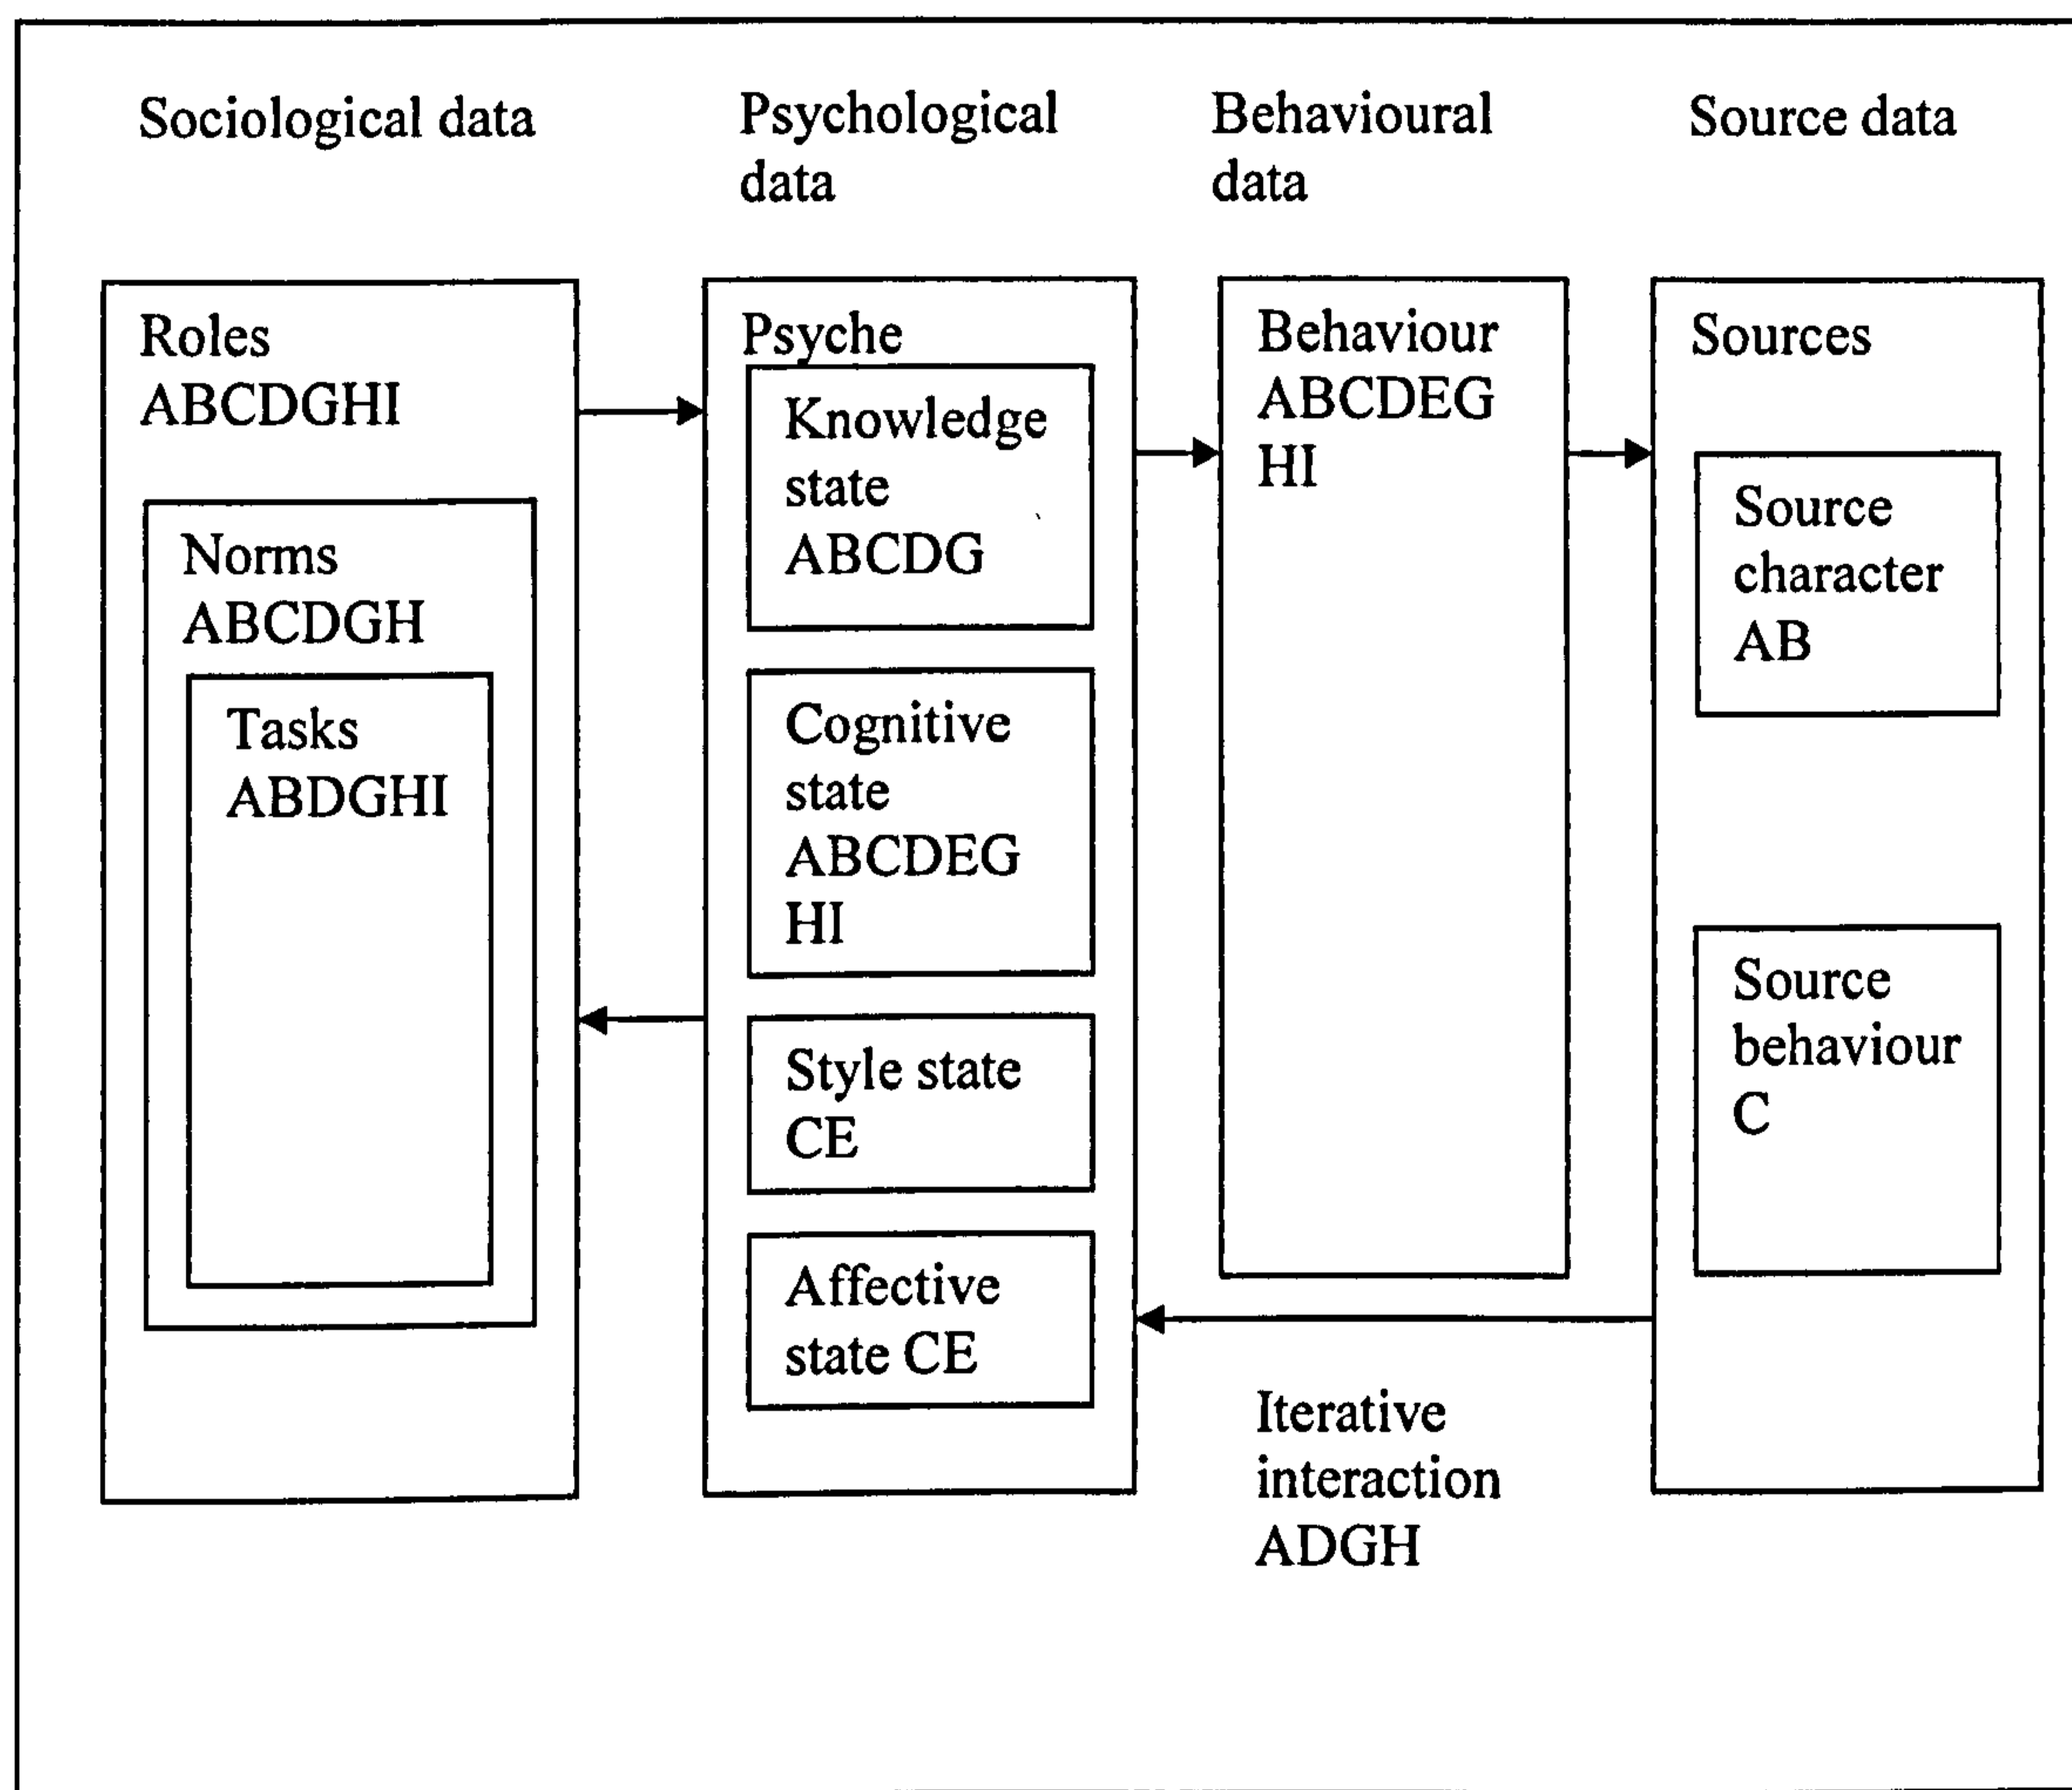 Sociological data
Psychological
data
Behavioural
data
Source data
Roles
ABCDGHI
Norms
ABCDGH
Tasks
ABDGHI
Psyche
Knowledge
state
ABCDG
Cognitive
state
ABCDEG
HI
Style state
CE
Affective
state CE
Behaviour
ABCDEG
HI
Iterative
interaction
ADGH
Sources
Source
character
AB
Source
behaviour
C